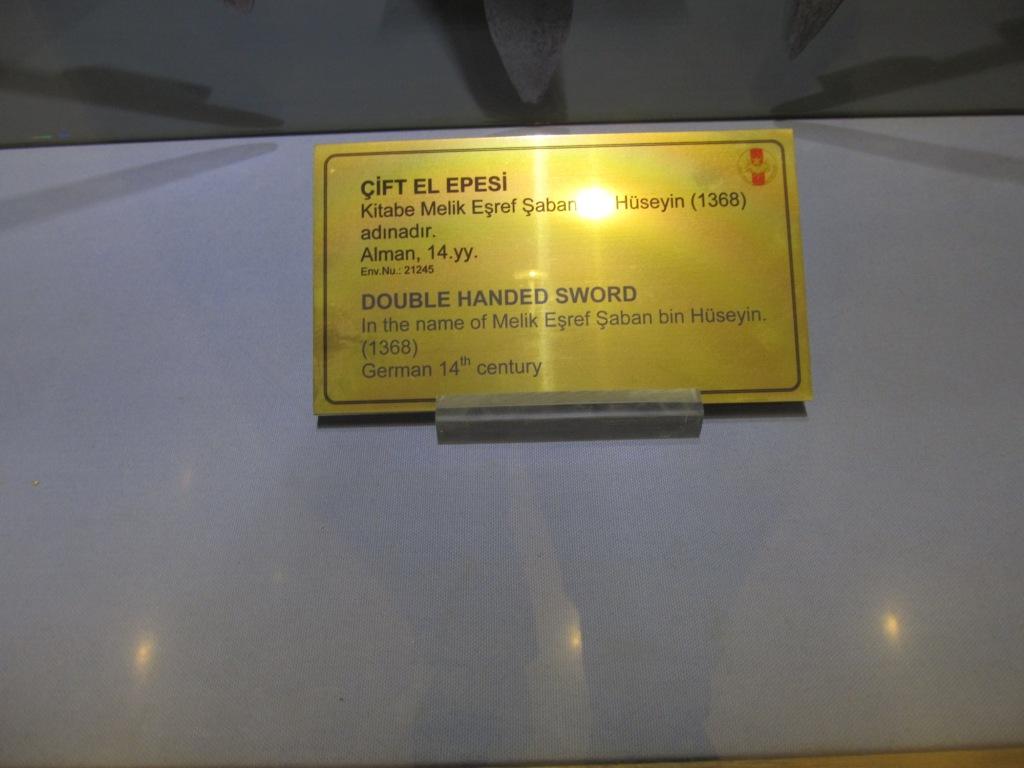 ÇİFT EL EPESİ
Kitabe Melik Eşref Şaban Hüseyin (1368)
adınadır.
Alman, 14.yy.
Env.Nu.: 21245
DOUBLE HANDED SWORD
In the name of Melik Eşref Şaban bin Hüseyin.
(1368)
German 14th century